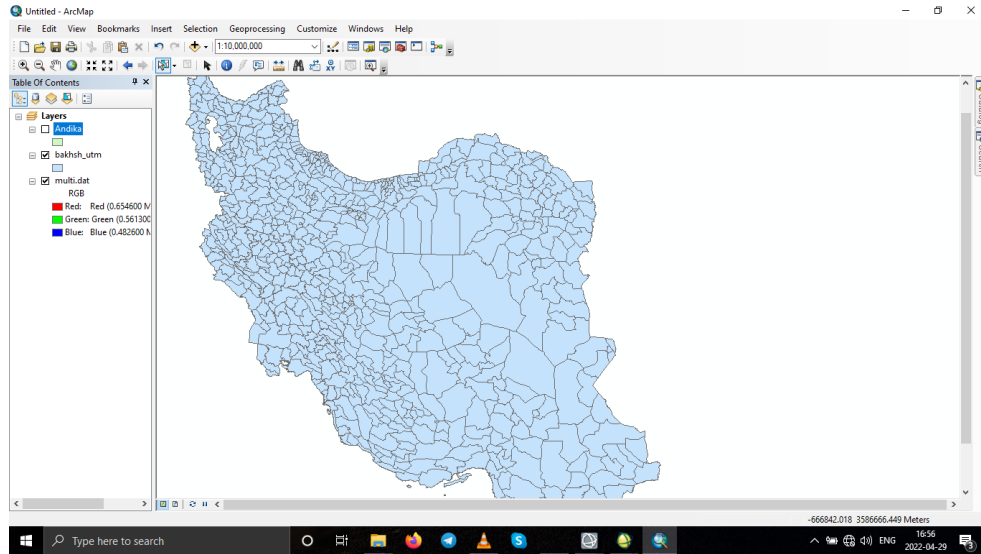 Untitled - ArcMap
File Edit View Bookmarks Insert Selection Geoprocessing Customize Windows Help
1:10,000,000
Table Of Contents
Layers
Andika
bakhsh_utm
multi.dat
RGB
Red: Red (0.654600 M
Green: Green (0.561300
Blue: Blue (0.482600 N
-666842.018 3586666.449 Meters
Type here to search
ENG
16:56
2022-04-29